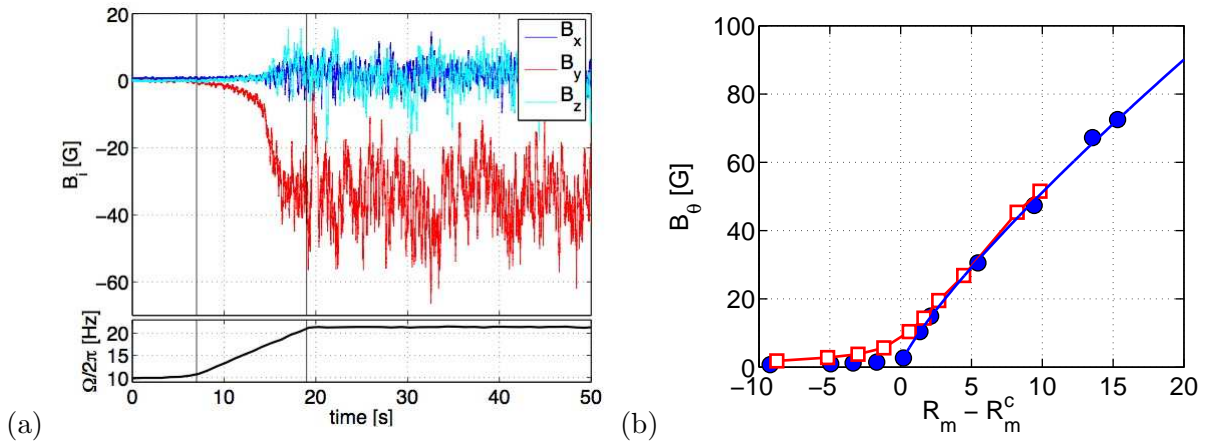 (a)
B_i [G]
20
0
−20
−40
−60
B_x
B_y
B_z
Ω/2π [Hz]
20
15
10
0 10 20 30 40 50
time [s]
(b)
B_θ [G]
100
80
60
40
20
0
−10 −5 0 5 10 15 20
R_m − R_m^c